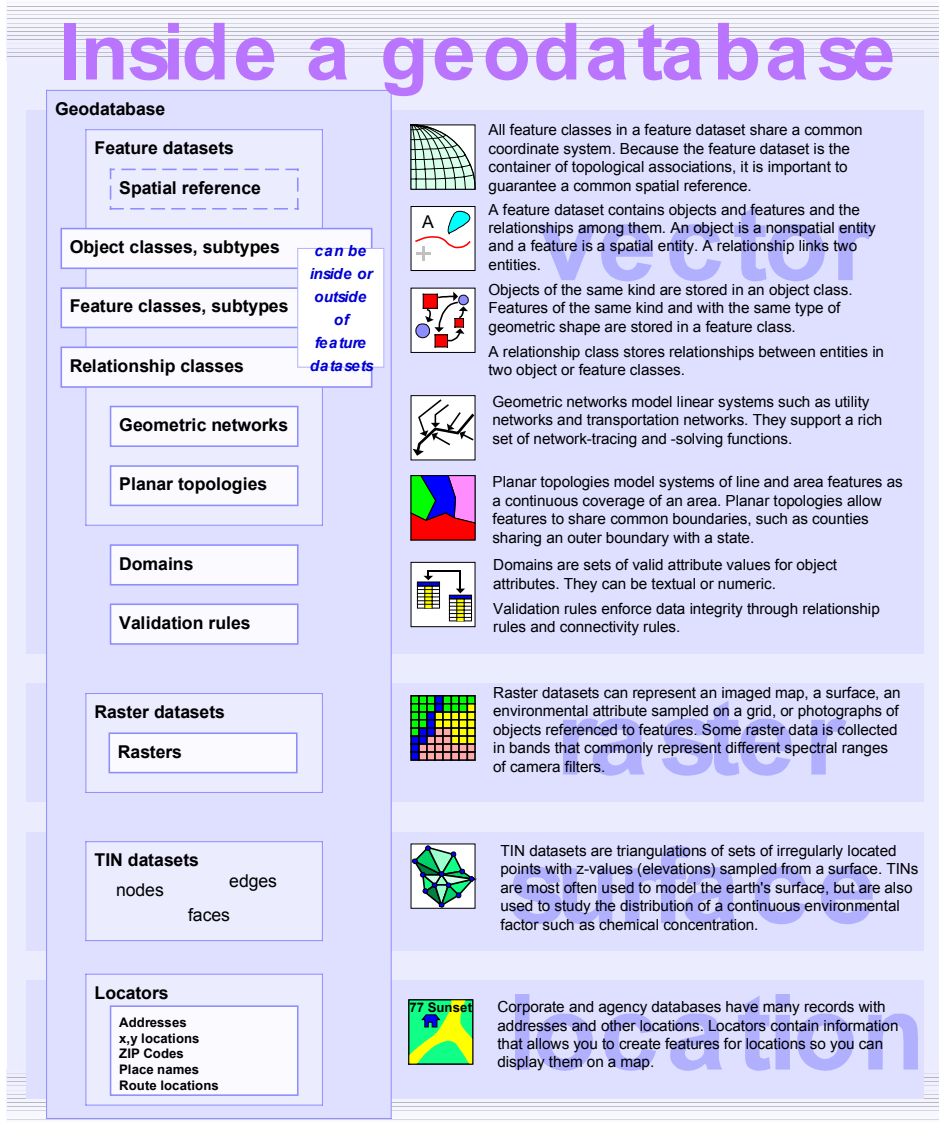 Inside a geodatabase
Geodatabase
Feature datasets
Spatial reference
Object classes, subtypes
Feature classes, subtypes
Relationship classes
can be
inside or
outside
of
feature
datasets
Geometric networks
Planar topologies
Domains
Validation rules
vector
All feature classes in a feature dataset share a common
coordinate system. Because the feature dataset is the
container of topological associations, it is important to
guarantee a common spatial reference.
A
A feature dataset contains objects and features and the
relationships among them. An object is a nonspatial entity
and a feature is a spatial entity. A relationship links two
entities.
Objects of the same kind are stored in an object class.
Features of the same kind and with the same type of
geometric shape are stored in a feature class.
A relationship class stores relationships between entities in
two object or feature classes.
Geometric networks model linear systems such as utility
networks and transportation networks. They support a rich
set of network-tracing and -solving functions.
Planar topologies model systems of line and area features as
a continuous coverage of an area. Planar topologies allow
features to share common boundaries, such as counties
sharing an outer boundary with a state.
Domains are sets of valid attribute values for object
attributes. They can be textual or numeric.
Validation rules enforce data integrity through relationship
rules and connectivity rules.
Raster datasets
Rasters
raster
Raster datasets can represent an imaged map, a surface, an
environmental attribute sampled on a grid, or photographs of
objects referenced to features. Some raster data is collected
in bands that commonly represent different spectral ranges
of camera filters.
TIN datasets
nodes
edges
faces
surface
TIN datasets are triangulations of sets of irregularly located
points with z-values (elevations) sampled from a surface. TINs
are most often used to model the earth's surface, but are also
used to study the distribution of a continuous environmental
factor such as chemical concentration.
Locators
Addresses
x,y locations
ZIP Codes
Place names
Route locations
77 Sunset
location
Corporate and agency databases have many records with
addresses and other locations. Locators contain information
that allows you to create features for locations so you can
display them on a map.